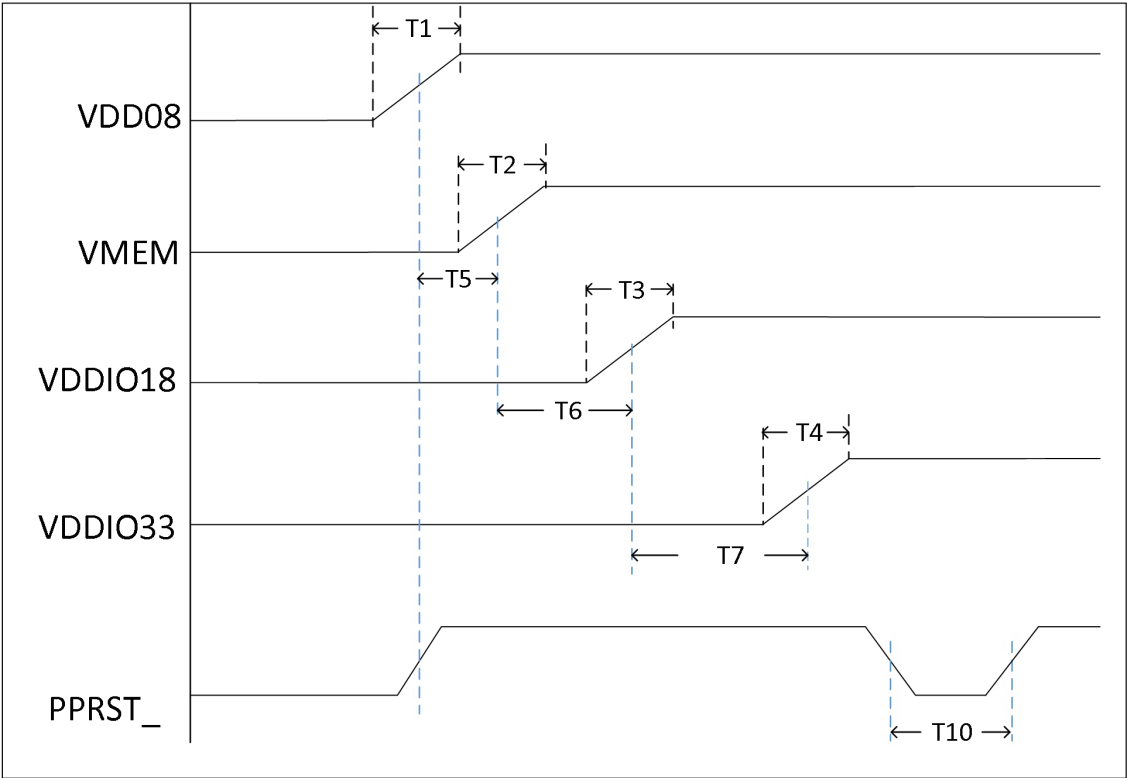 T1
VDD08
T2
VMEM
T5
T3
VDDIO18
T6
T4
VDDIO33
T7
PPRST_
T10